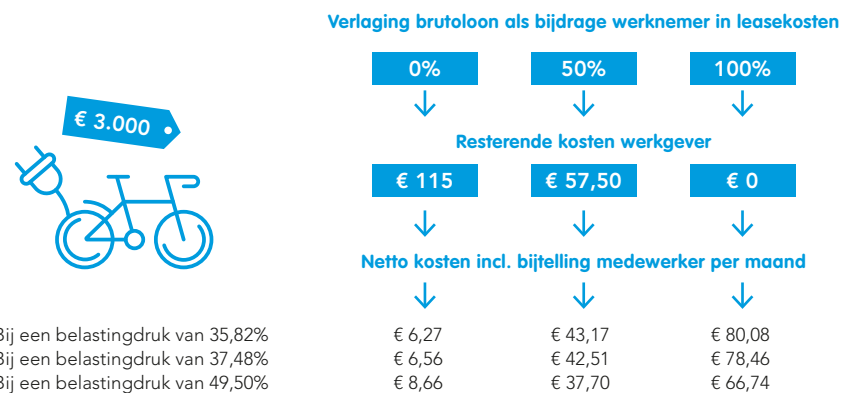 Verlaging brutoloon als bijdrage werknemer in leasekosten
0% 50% 100%
€ 3.000
Resterende kosten werkgever
€ 115 € 57,50 € 0
Netto kosten incl. bijtelling medewerker per maand
Bij een belastingdruk van 35,82% € 6,27 € 43,17 € 80,08
Bij een belastingdruk van 37,48% € 6,56 € 42,51 € 78,46
Bij een belastingdruk van 49,50% € 8,66 € 37,70 € 66,74